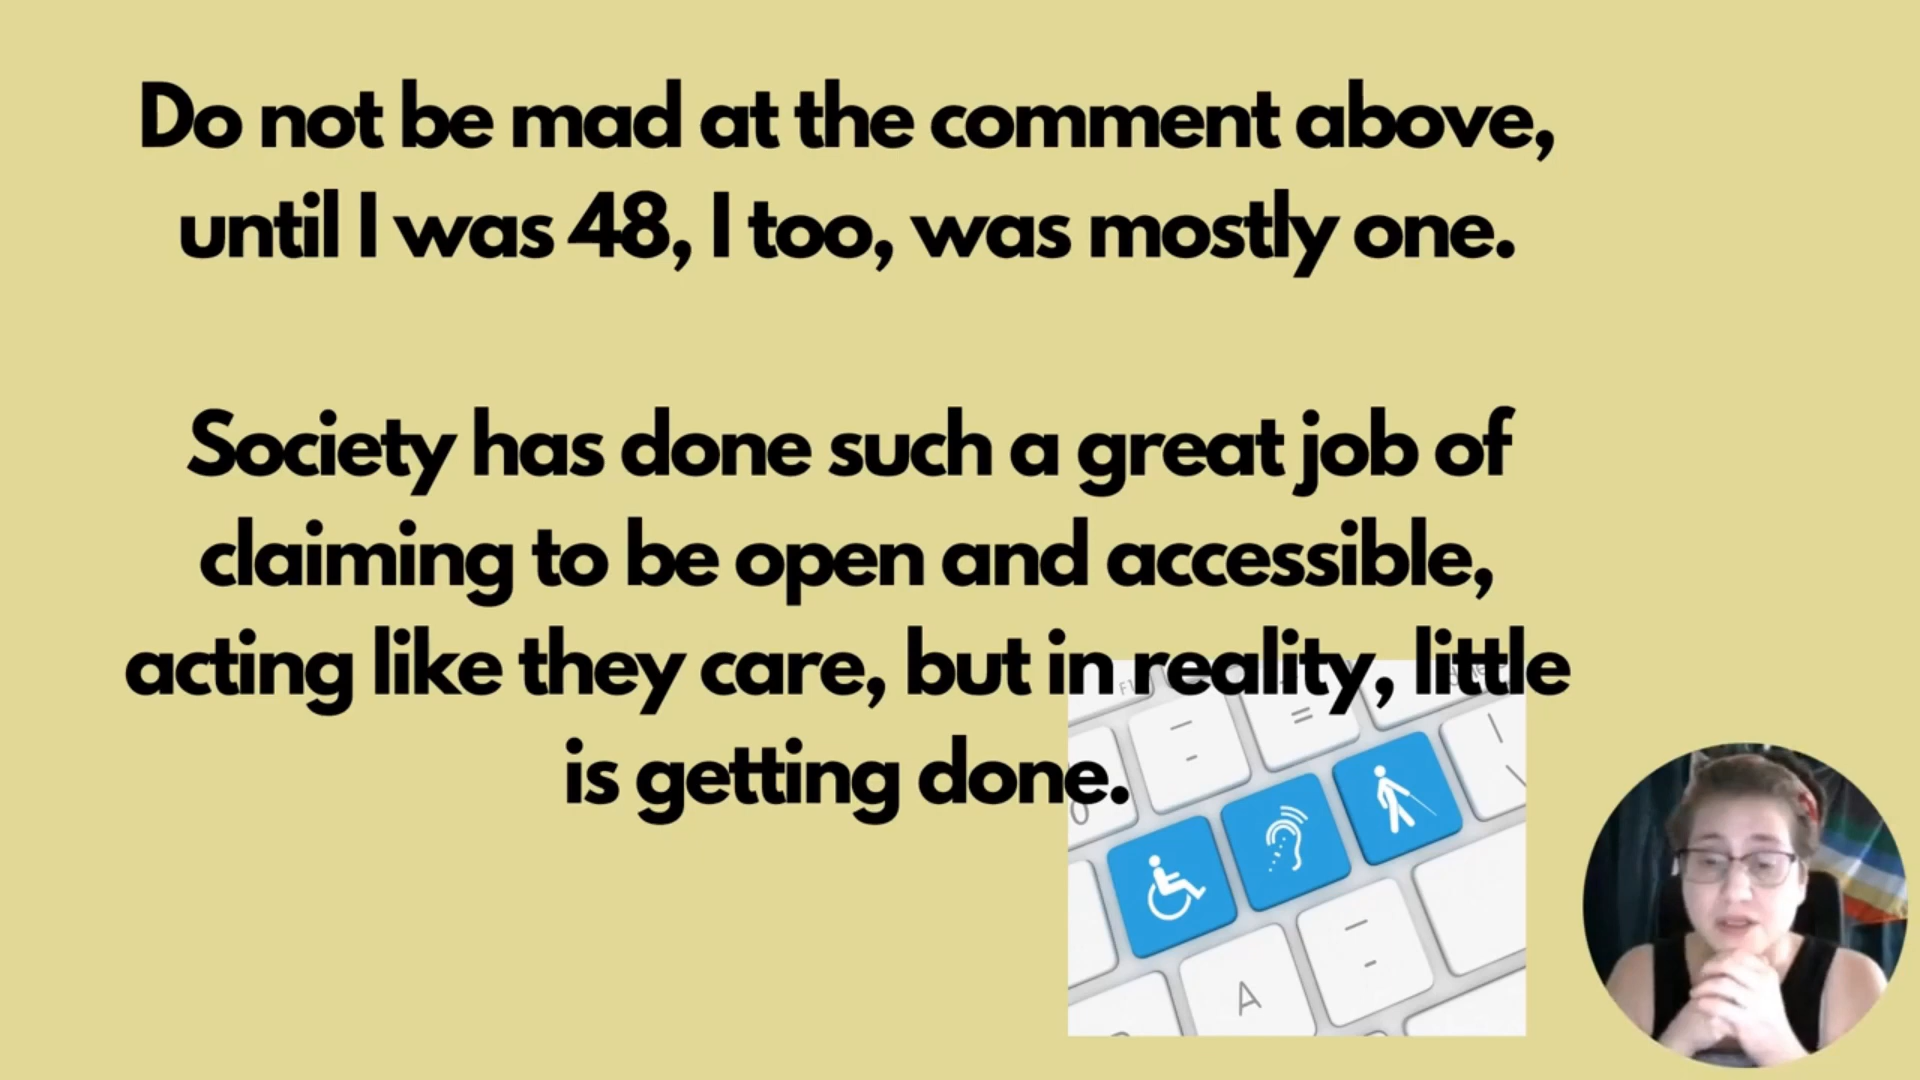 Do not be mad at the comment above,
until I was 48, I too, was mostly one.
Society has done such a great job of
claiming to be open and accessible,
acting like they care, but in reality, little
is getting done.
A